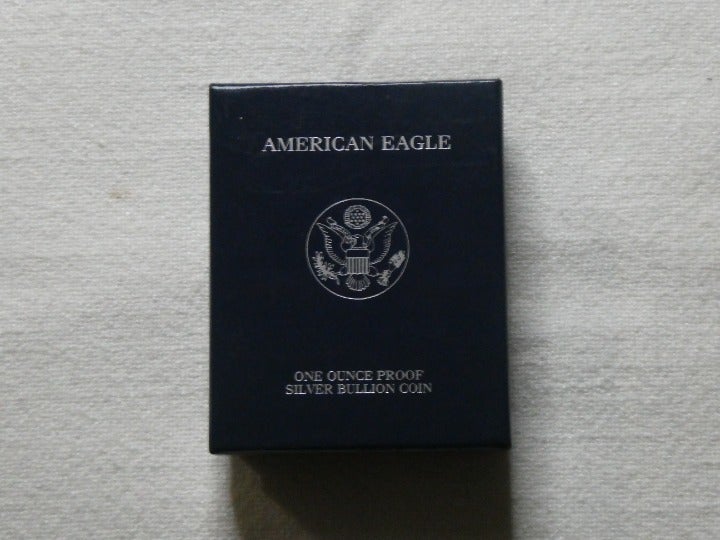 AMERICAN EAGLE
ONE OUNCE PROOF
SILVER BULLION COIN